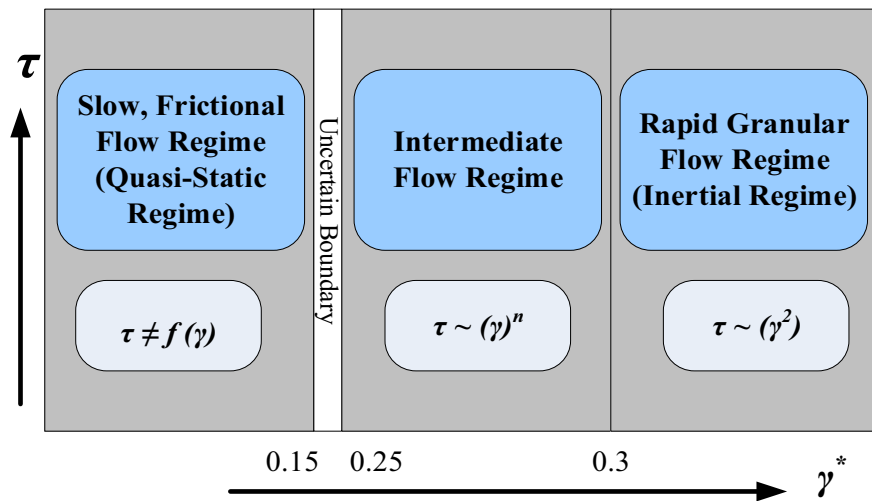 τ
Slow, Frictional
Flow Regime
(Quasi-Static
Regime)
τ ≠ f (γ)
Uncertain Boundary
Intermediate
Flow Regime
τ ~ (γ)ⁿ
Rapid Granular
Flow Regime
(Inertial Regime)
τ ~ (γ²)
0.15 0.25 0.3
γ*